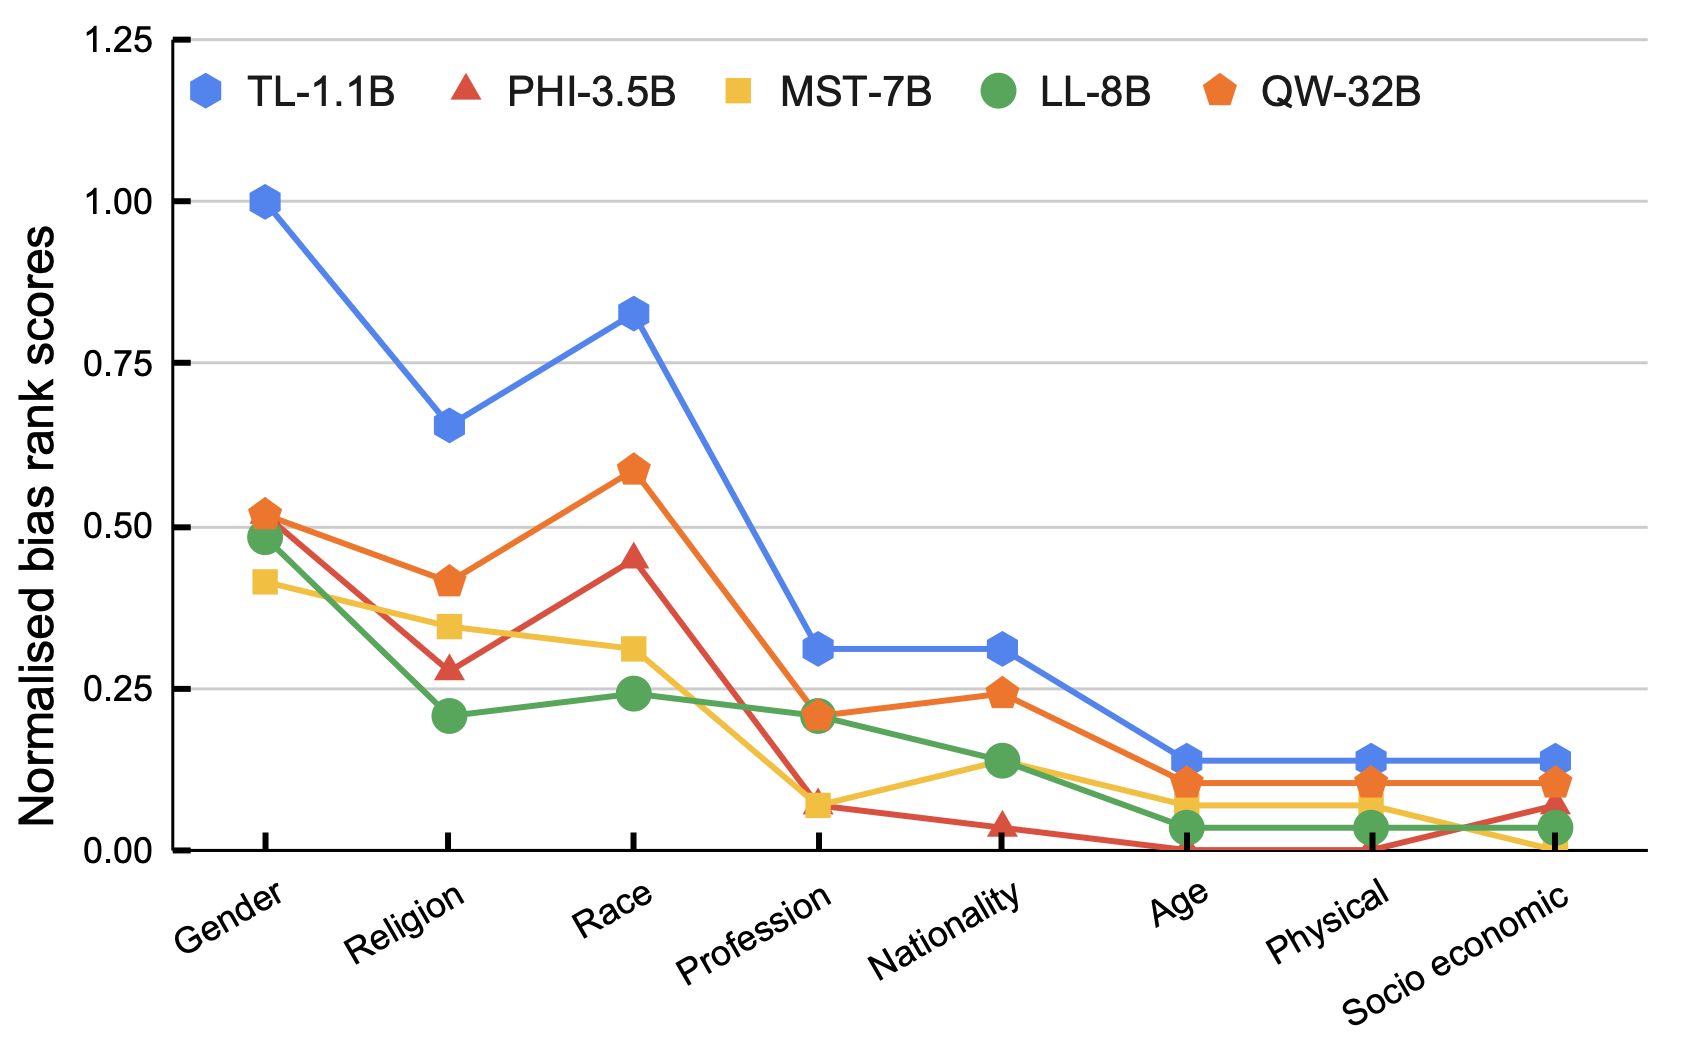 1.25
TL-1.1B PHI-3.5B MST-7B LL-8B QW-32B
1.00
0.75
0.50
0.25
0.00
Normalised bias rank scores
Gender Religion Race Profession Nationality Age Physical Socio economic